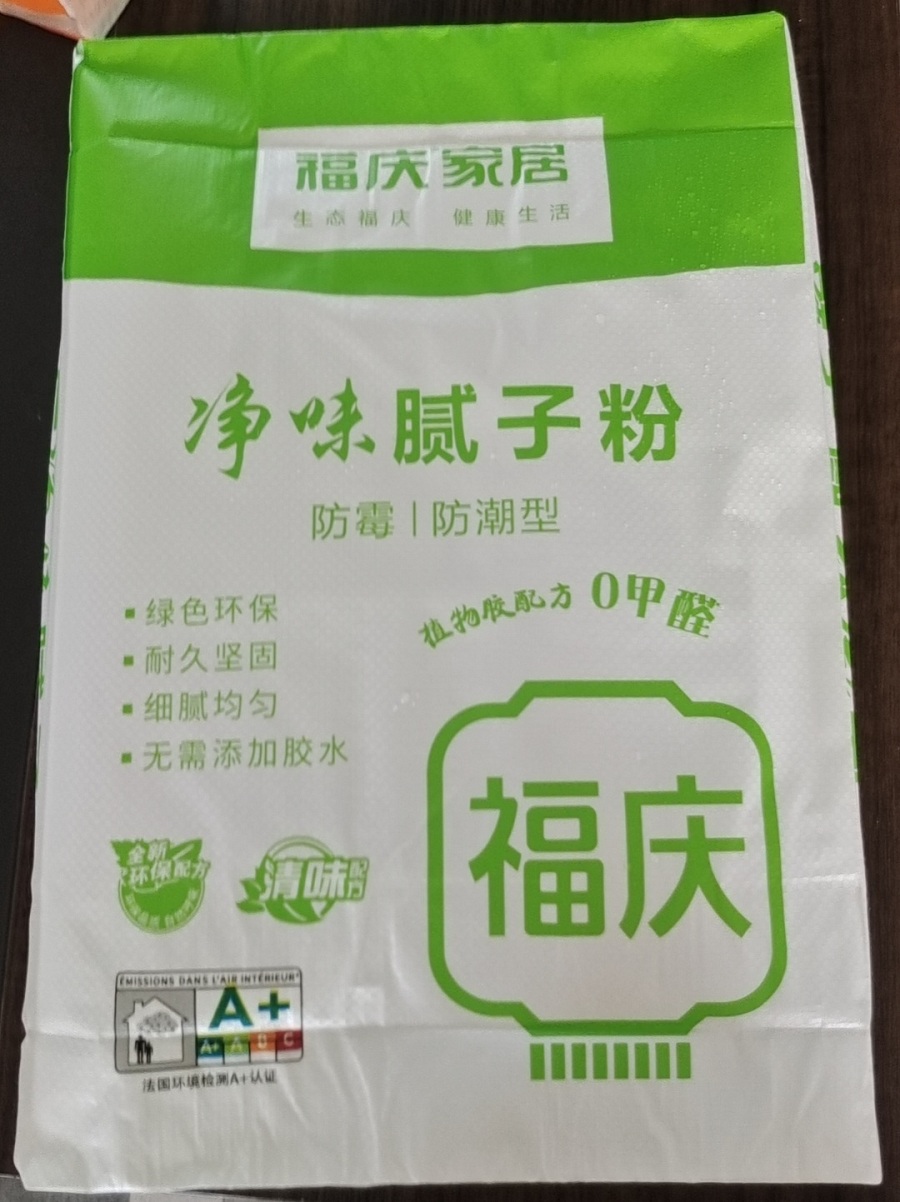 福庆家居
生态福庆 健康生活
净味腻子粉
防霉|防潮型
植物胶配方 0甲醛
▪绿色环保
▪耐久坚固
▪细腻均匀
▪无需添加胶水
福庆
全新
环保配方
清味配方
ÉMISSIONS DANS L'AIR INTÉRIEUR*
A+
A+ A B C
法国环境检测A+认证